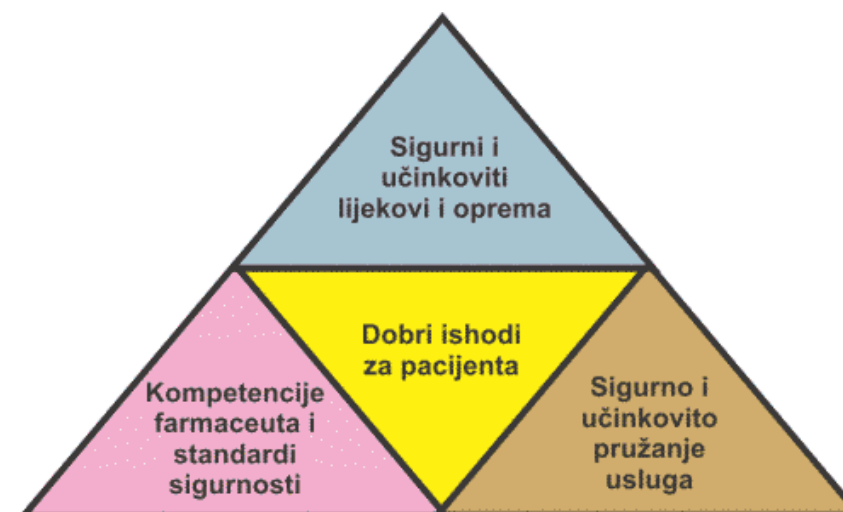 Sigurni i
učinkoviti
lijekovi i oprema
Dobri ishodi
za pacijenta
Kompetencije
farmaceuta i
standardi
sigurnosti
Sigurno i
učinkovito
pružanje
usluga